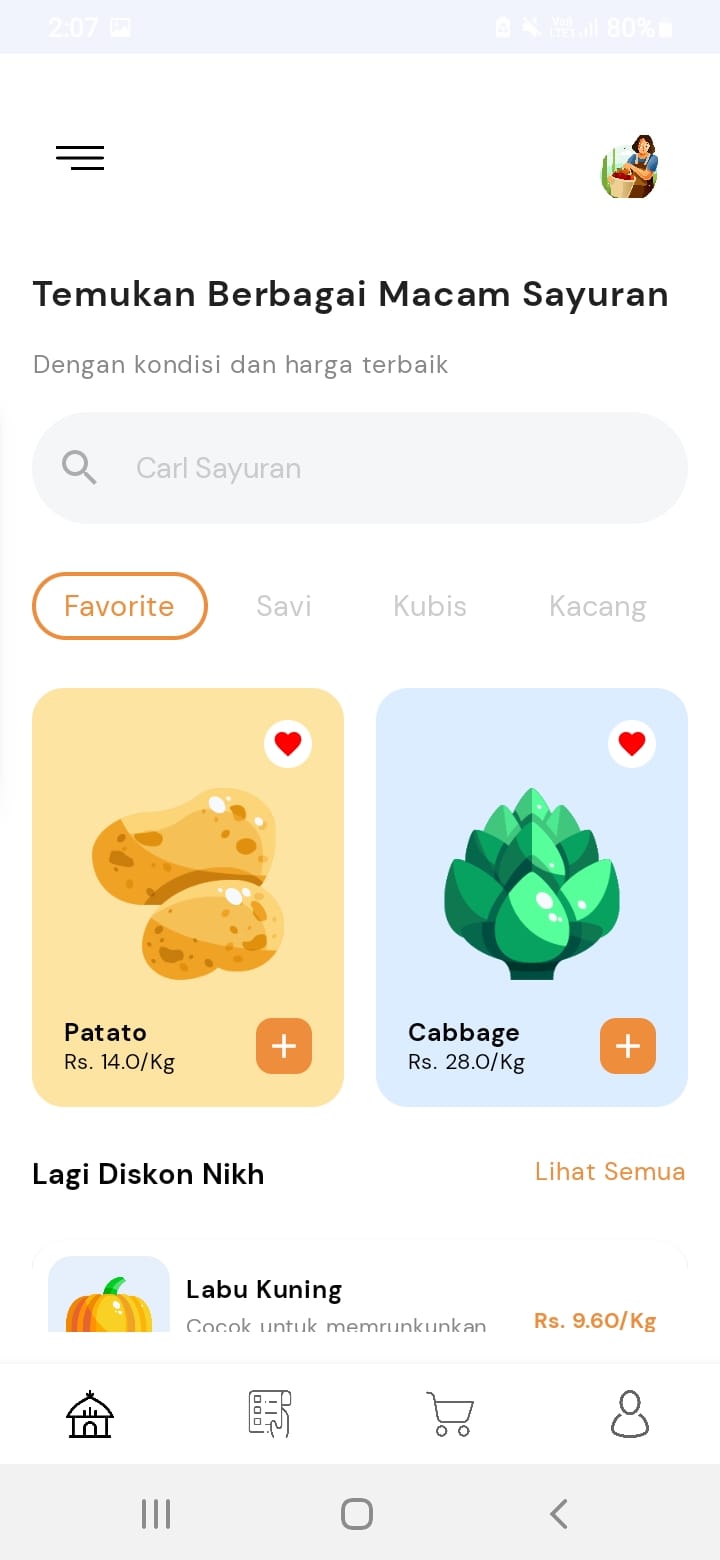 2:07
Vo))
LTE1
80%
Temukan Berbagai Macam Sayuran
Dengan kondisi dan harga terbaik
Carl Sayuran
Favorite Savi Kubis Kacang
Patato Cabbage
Rs. 14.0/Kg Rs. 28.0/Kg
Lagi Diskon Nikh Lihat Semua
Labu Kuning
Cocok untuk memrunkunkan
Rs. 9.60/Kg